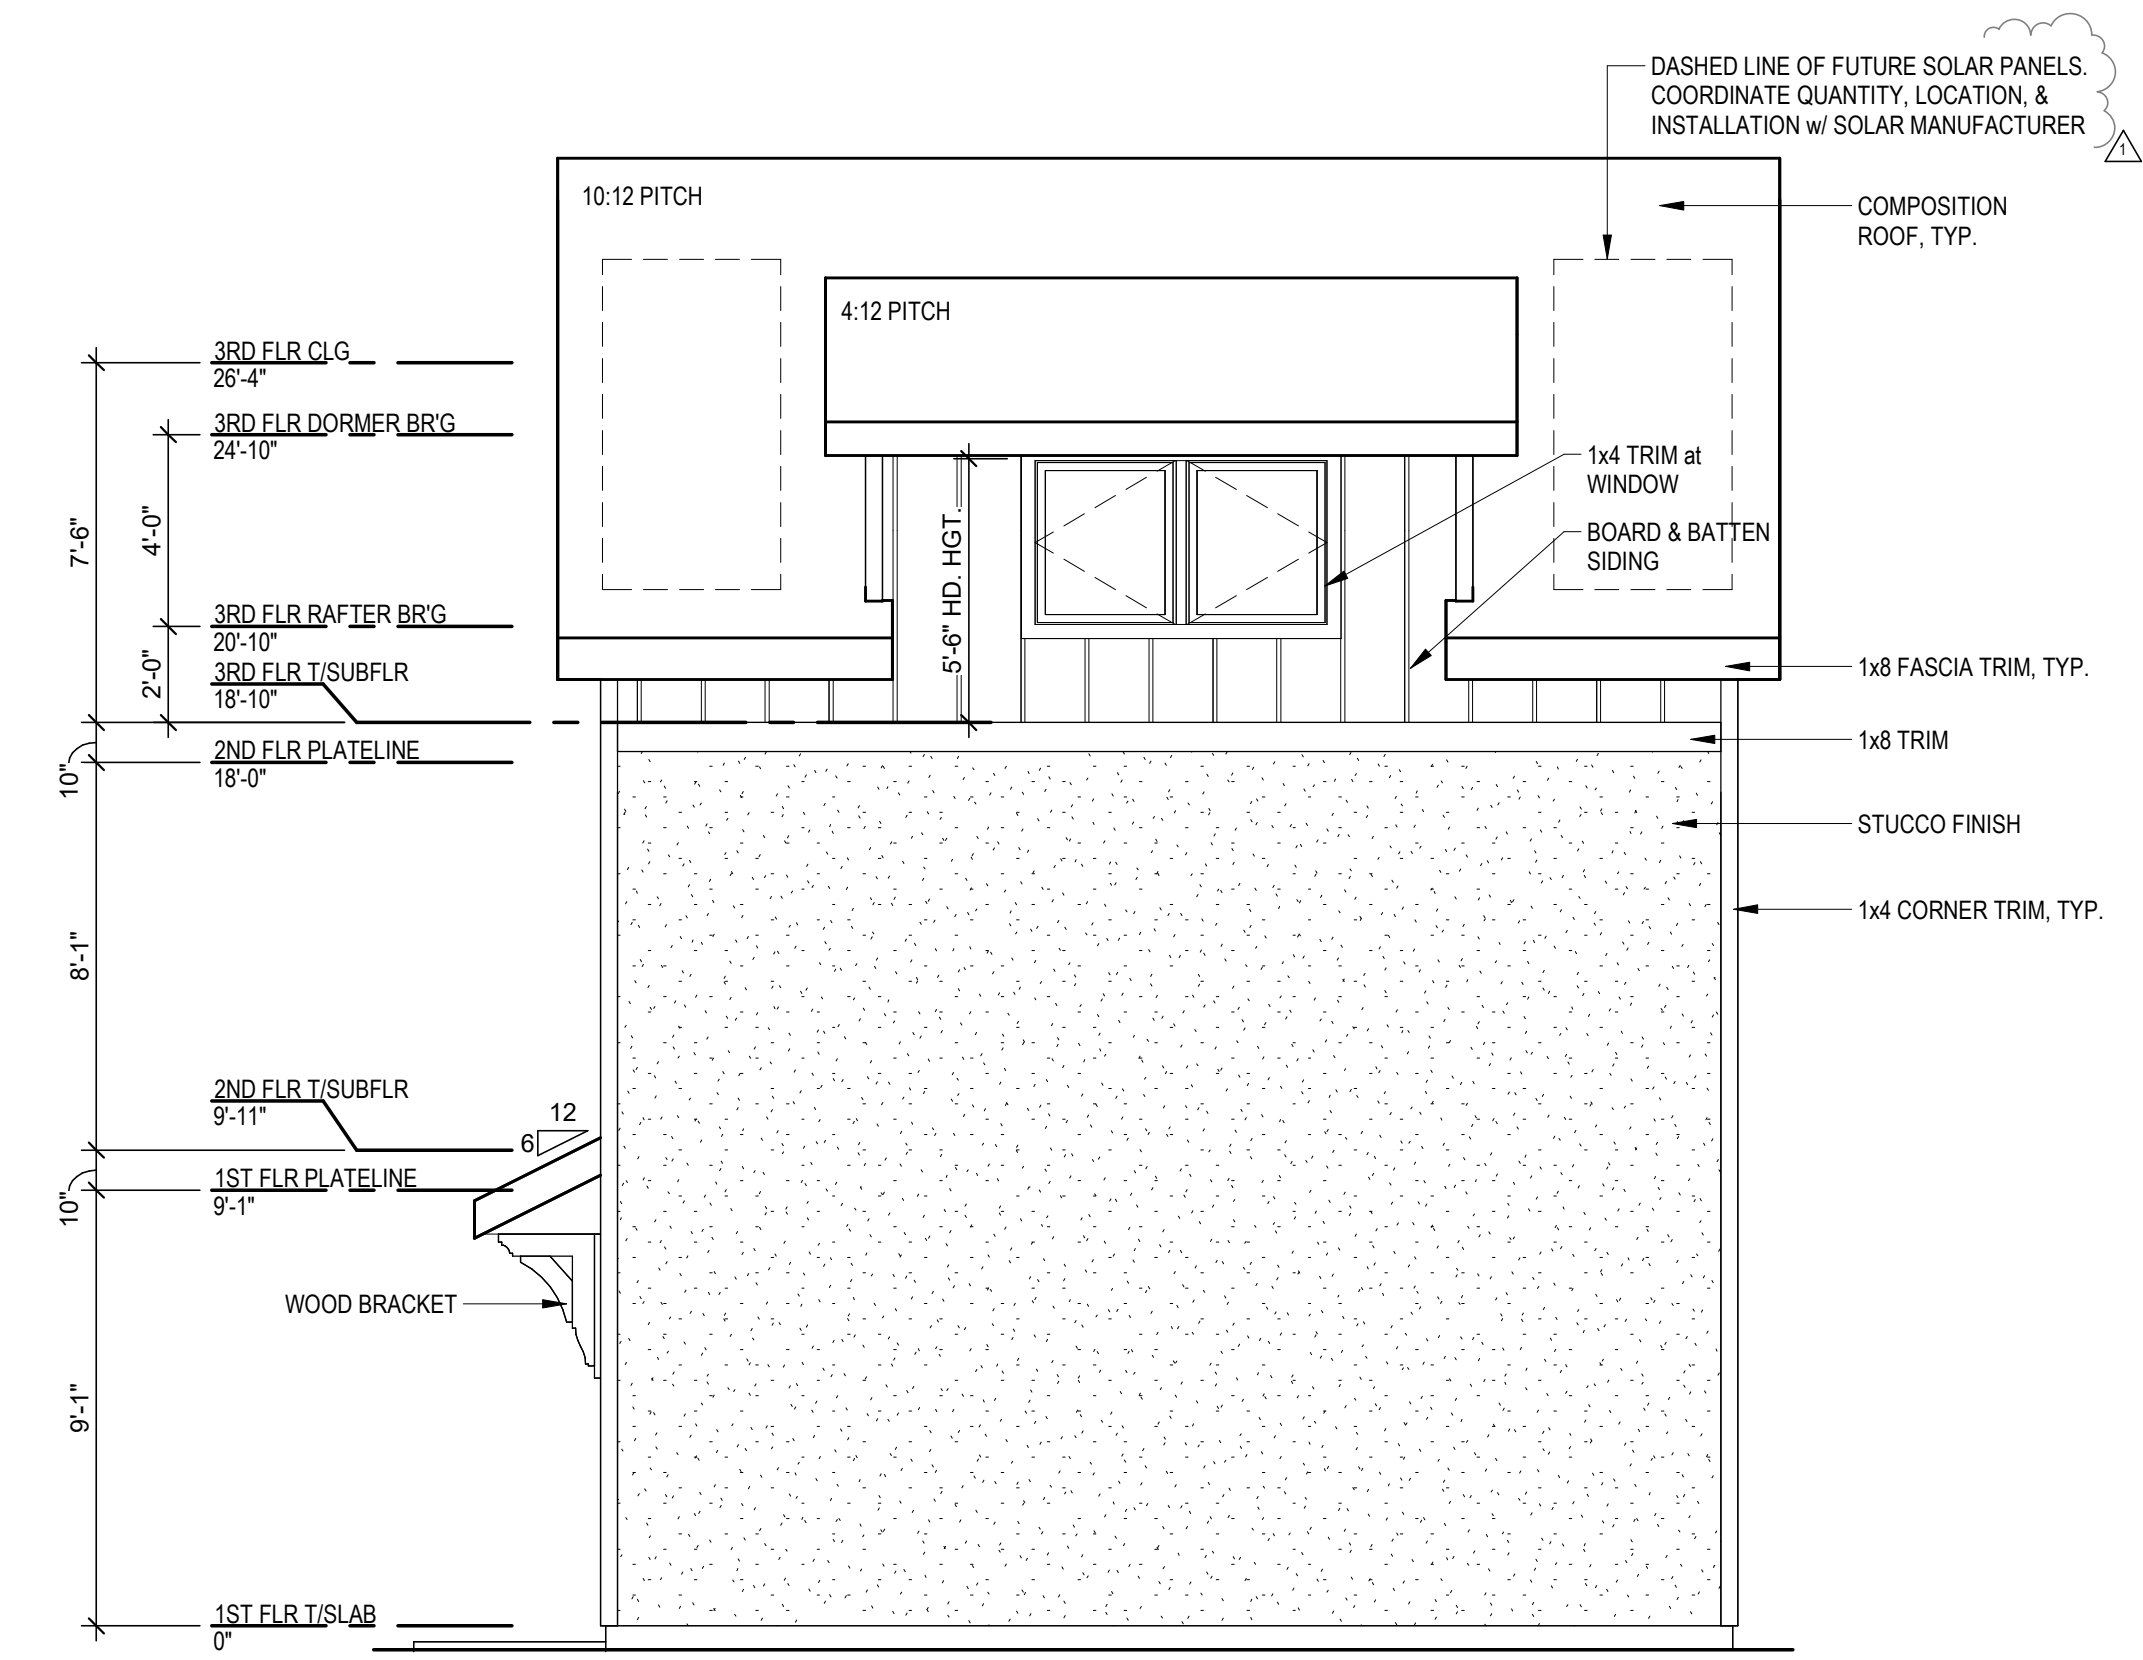 DASHED LINE OF FUTURE SOLAR PANELS.
COORDINATE QUANTITY, LOCATION, &
INSTALLATION w/ SOLAR MANUFACTURER
1
10:12 PITCH
COMPOSITION
ROOF, TYP.
4:12 PITCH
3RD FLR CLG
26'-4"
3RD FLR DORMER BR'G
24'-10"
1x4 TRIM at
WINDOW
7'-6"
4'-0"
5'-6" HD. HGT.
BOARD & BATTEN
SIDING
3RD FLR RAFTER BR'G
20'-10"
2'-0"
3RD FLR T/SUBFLR
18'-10"
1x8 FASCIA TRIM, TYP.
1x8 TRIM
2ND FLR PLATELINE
18'-0"
10"
STUCCO FINISH
1x4 CORNER TRIM, TYP.
8'-1"
2ND FLR T/SUBFLR
9'-11"
12
6
1ST FLR PLATELINE
9'-1"
10"
WOOD BRACKET
9'-1"
1ST FLR T/SLAB
0"